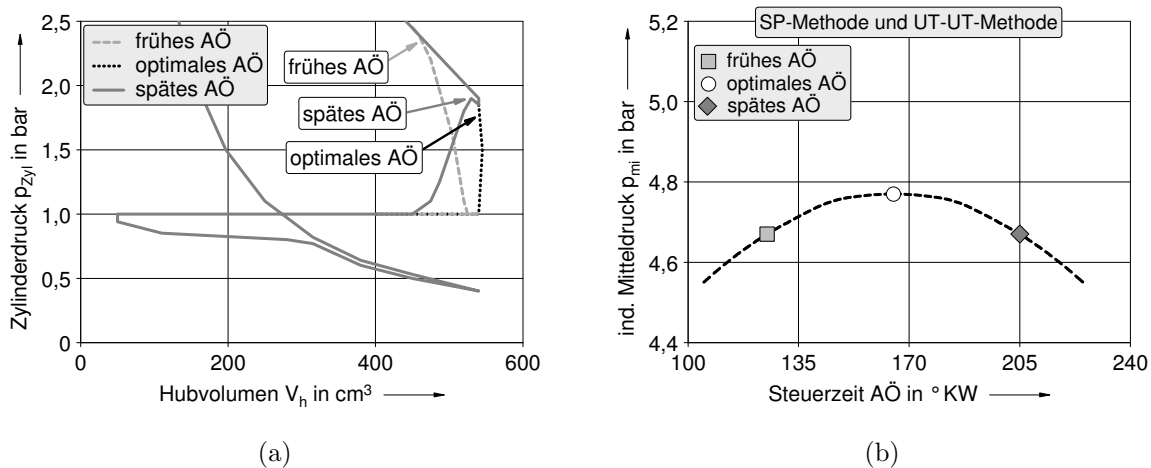 Zylinderdruck p_Zyl in bar
2,5
2,0
1,5
1,0
0,5
0
frühes AÖ
optimales AÖ
spätes AÖ
frühes AÖ
spätes AÖ
optimales AÖ
0
200
400
600
Hubvolumen V_h in cm³
(a)
ind. Mitteldruck p_mi in bar
5,2
5,0
4,8
4,6
4,4
SP-Methode und UT-UT-Methode
frühes AÖ
optimales AÖ
spätes AÖ
100
135
170
205
240
Steuerzeit AÖ in °KW
(b)